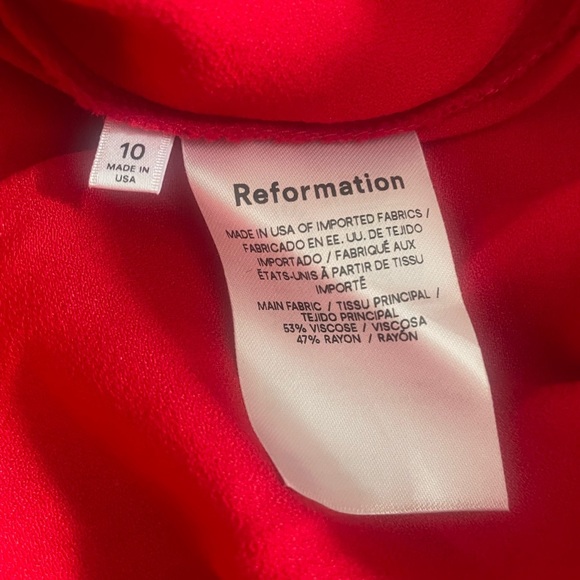 10
MADE IN
USA
Reformation
MADE IN USA OF IMPORTED FABRICS /
FABRICADO EN EE. UU. DE TEJIDO
IMPORTADO / FABRIQUÉ AUX
ÉTATS-UNIS À PARTIR DE TISSU
IMPORTÉ
MAIN FABRIC / TISSU PRINCIPAL /
TEJIDO PRINCIPAL
53% VISCOSE / VISCOSA
47% RAYON / RAYÓN